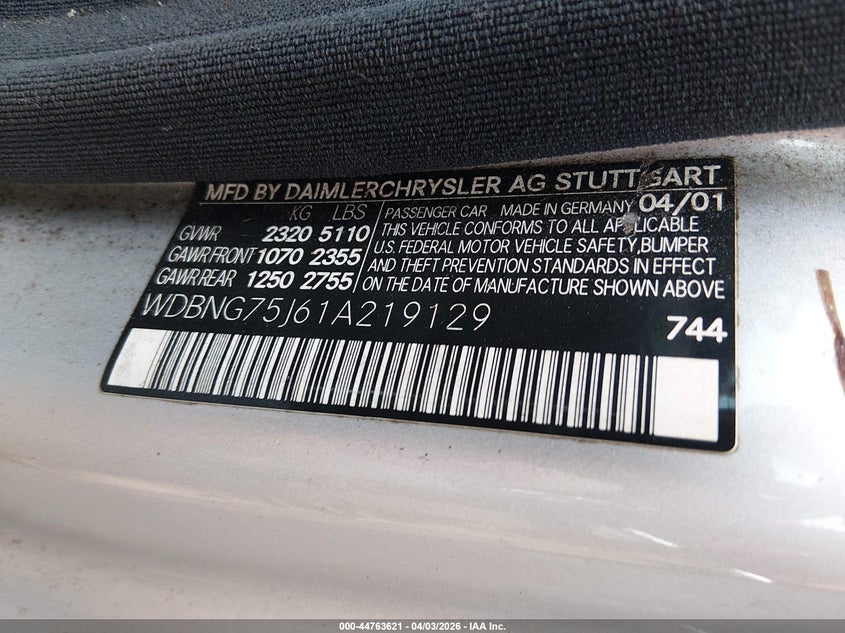 MFD BY DAIMLERCHRYSLER AG STUTTGART
KG LBS
GVWR 2320 5110
GAWR FRONT 1070 2355
GAWR REAR 1250 2755
PASSENGER CAR MADE IN GERMANY 04/01
THIS VEHICLE CONFORMS TO ALL APPLICABLE
U.S. FEDERAL MOTOR VEHICLE SAFETY, BUMPER
AND THEFT PREVENTION STANDARDS IN EFFECT
ON THE DATE OF MANUFACTURE SHOWN ABOVE
WDBNG75J61A219129
744
000-44763621 - 04/03/2026 - IAA Inc.